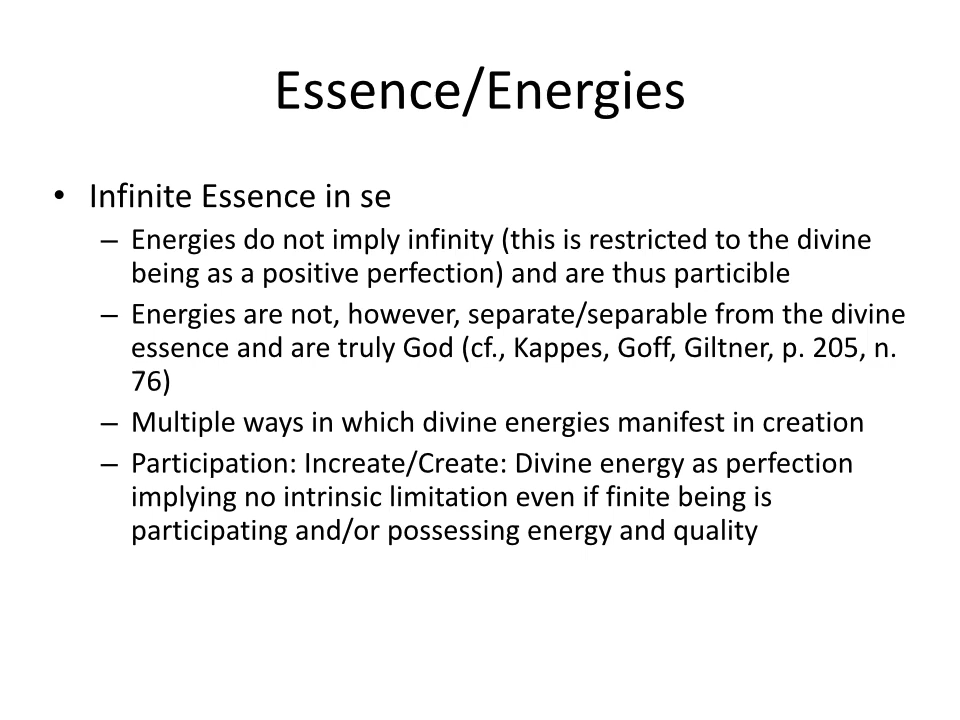 Essence/Energies
• Infinite Essence in se
– Energies do not imply infinity (this is restricted to the divine
being as a positive perfection) and are thus particible
– Energies are not, however, separate/separable from the divine
essence and are truly God (cf., Kappes, Goff, Giltner, p. 205, n.
76)
– Multiple ways in which divine energies manifest in creation
– Participation: Increate/Create: Divine energy as perfection
implying no intrinsic limitation even if finite being is
participating and/or possessing energy and quality